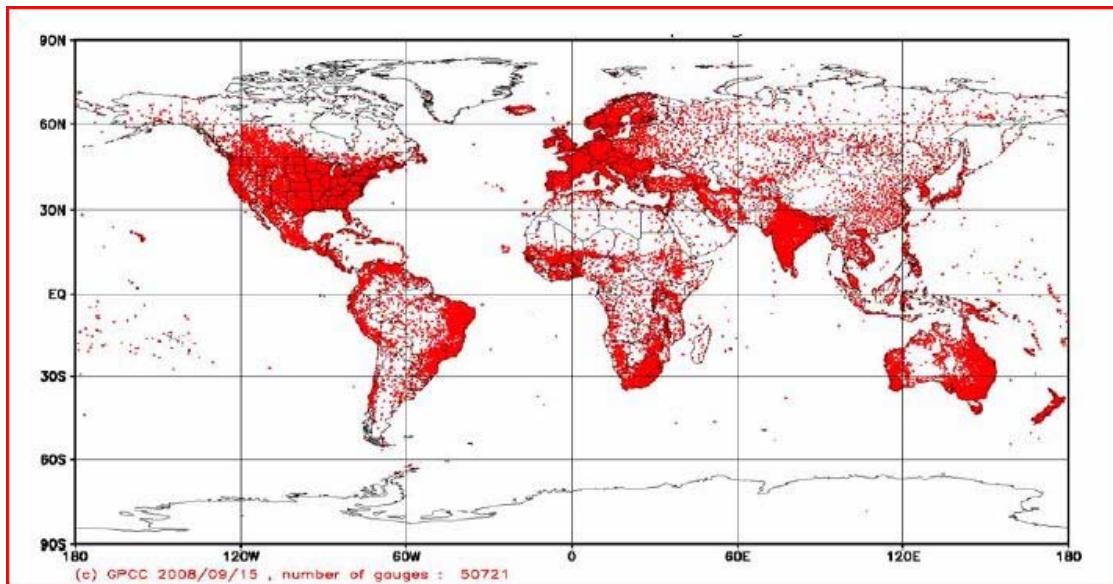 90N
60N
30N
EQ
30S
60S
90S
180 120W 60W 0 60E 120E 180
(c) GPCC 2008/09/15 , number of gauges : 50721